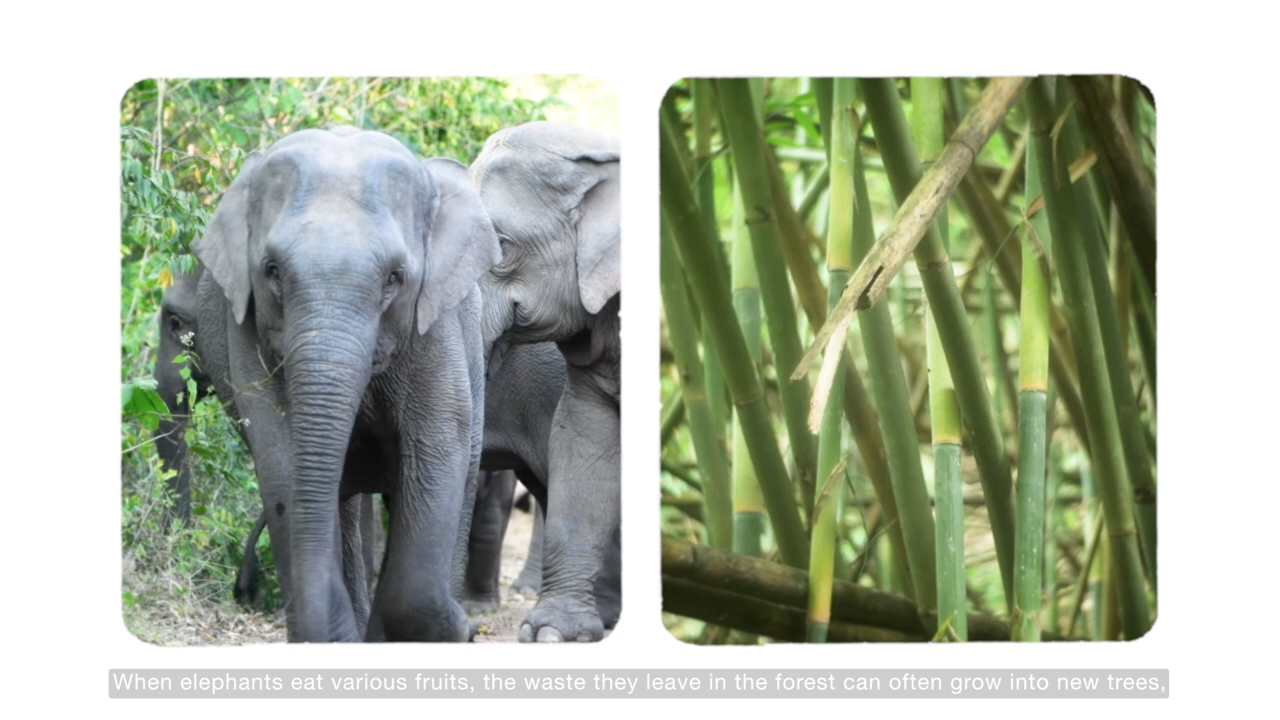 When elephants eat various fruits, the waste they leave in the forest can often grow into new trees,